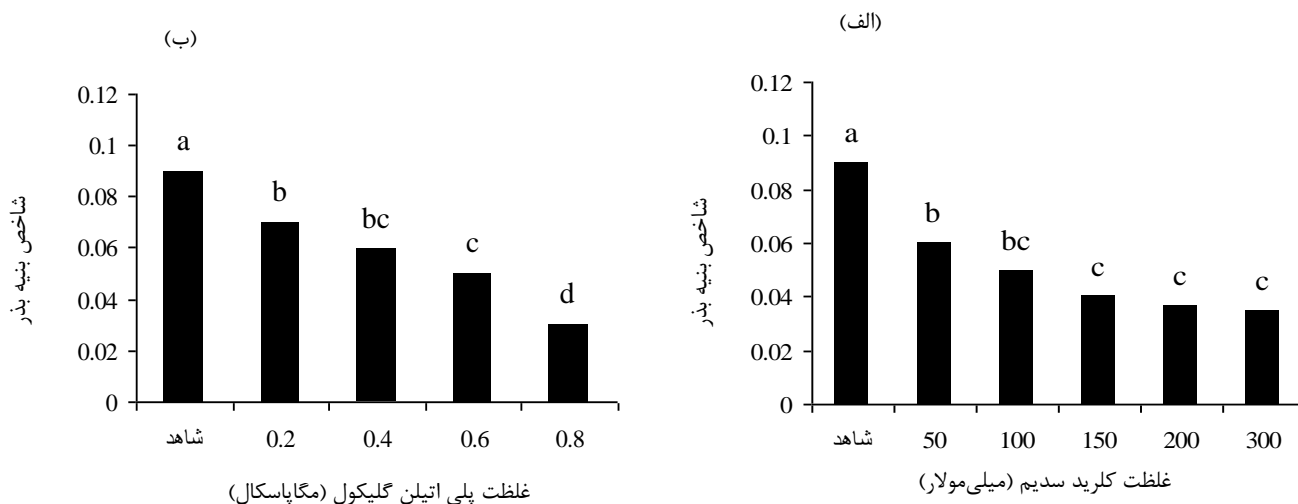 (الف)
شاخص بنیه بذر
0.12
0.1
0.08
0.06
0.04
0.02
0
a
b
bc
c
c
c
شاهد 50 100 150 200 300
غلظت کلرید سدیم (میلی‌مولار)
(ب)
شاخص بنیه بذر
0.12
0.1
0.08
0.06
0.04
0.02
0
a
b
bc
c
d
شاهد 0.2 0.4 0.6 0.8
غلظت پلی اتیلن گلیکول (مگاپاسکال)